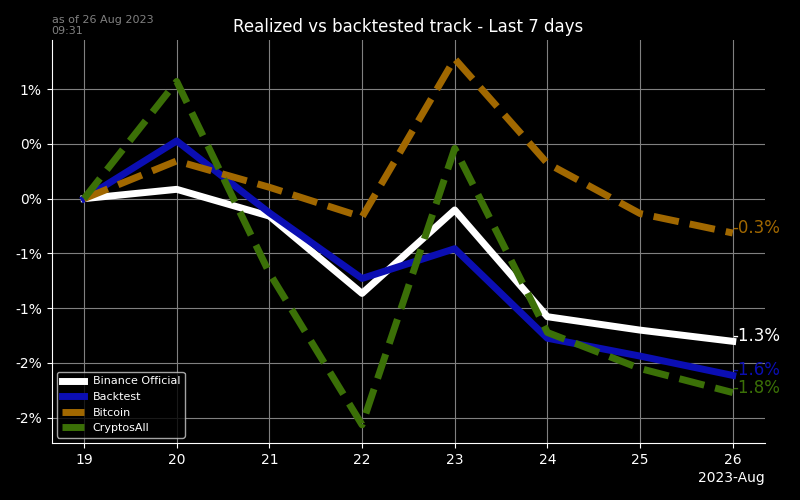 as of 26 Aug 2023
09:31
Realized vs backtested track - Last 7 days
1%
0%
0%
-1%
-1%
-2%
-2%
-0.3%
-1.3%
-1.6%
-1.8%
Binance Official
Backtest
Bitcoin
CryptosAll
19 20 21 22 23 24 25 26
2023-Aug